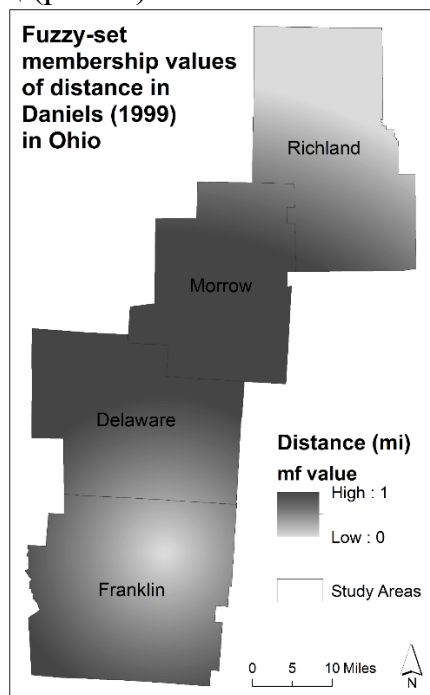 Fuzzy-set
membership values
of distance in
Daniels (1999)
in Ohio
Richland
Morrow
Delaware
Franklin
Distance (mi)
mf value
High : 1
Low : 0
Study Areas
0 5 10 Miles
N